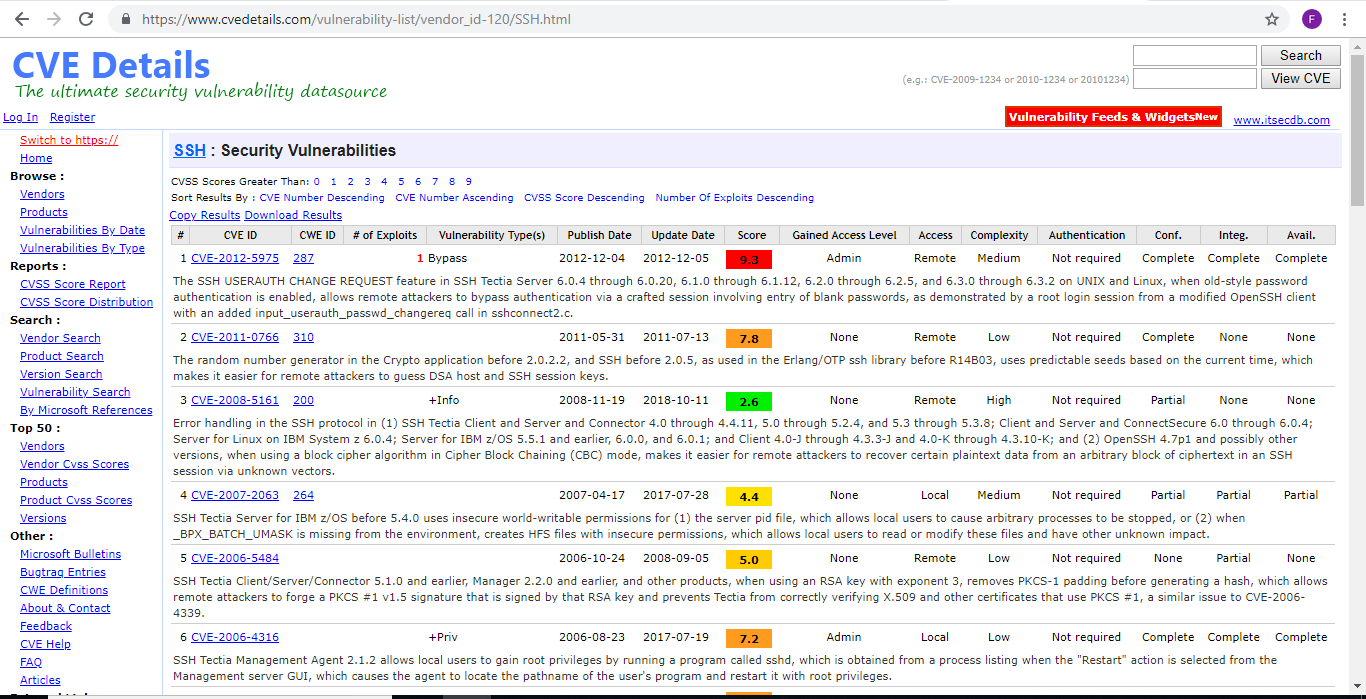 https://www.cvedetails.com/vulnerability-list/vendor_id-120/SSH.html
F
CVE Details
The ultimate security vulnerability datasource
Search
(e.g.: CVE-2009-1234 or 2010-1234 or 20101234)
View CVE
Log In Register
Vulnerability Feeds & WidgetsNew www.itsecdb.com
Switch to https://
Home
Browse :
Vendors
Products
Vulnerabilities By Date
Vulnerabilities By Type
Reports :
CVSS Score Report
CVSS Score Distribution
Search :
Vendor Search
Product Search
Version Search
Vulnerability Search
By Microsoft References
Top 50 :
Vendors
Vendor Cvss Scores
Products
Product Cvss Scores
Versions
Other :
Microsoft Bulletins
Bugtraq Entries
CWE Definitions
About & Contact
Feedback
CVE Help
FAQ
Articles
SSH : Security Vulnerabilities
CVSS Scores Greater Than: 0 1 2 3 4 5 6 7 8 9
Sort Results By : CVE Number Descending CVE Number Ascending CVSS Score Descending Number Of Exploits Descending
Copy Results Download Results
# CVE ID CWE ID # of Exploits Vulnerability Type(s) Publish Date Update Date Score Gained Access Level Access Complexity Authentication Conf. Integ. Avail.
1 CVE-2012-5975 287 1 Bypass 2012-12-04 2012-12-05 9.3 Admin Remote Medium Not required Complete Complete Complete
The SSH USERAUTH CHANGE REQUEST feature in SSH Tectia Server 6.0.4 through 6.0.20, 6.1.0 through 6.1.12, 6.2.0 through 6.2.5, and 6.3.0 through 6.3.2 on UNIX and Linux, when old-style password
authentication is enabled, allows remote attackers to bypass authentication via a crafted session involving entry of blank passwords, as demonstrated by a root login session from a modified OpenSSH client
with an added input_userauth_passwd_changereq call in sshconnect2.c.
2 CVE-2011-0766 310 2011-05-31 2011-07-13 7.8 None Remote Low Not required Complete None None
The random number generator in the Crypto application before 2.0.2.2, and SSH before 2.0.5, as used in the Erlang/OTP ssh library before R14B03, uses predictable seeds based on the current time, which
makes it easier for remote attackers to guess DSA host and SSH session keys.
3 CVE-2008-5161 200 +Info 2008-11-19 2018-10-11 2.6 None Remote High Not required Partial None None
Error handling in the SSH protocol in (1) SSH Tectia Client and Server and Connector 4.0 through 4.4.11, 5.0 through 5.2.4, and 5.3 through 5.3.8; Client and Server and ConnectSecure 6.0 through 6.0.4;
Server for Linux on IBM System z 6.0.4; Server for IBM z/OS 5.5.1 and earlier, 6.0.0, and 6.0.1; and Client 4.0-J through 4.3.3-J and 4.0-K through 4.3.10-K; and (2) OpenSSH 4.7p1 and possibly other
versions, when using a block cipher algorithm in Cipher Block Chaining (CBC) mode, makes it easier for remote attackers to recover certain plaintext data from an arbitrary block of ciphertext in an SSH
session via unknown vectors.
4 CVE-2007-2063 264 2007-04-17 2017-07-28 4.4 None Local Medium Not required Partial Partial Partial
SSH Tectia Server for IBM z/OS before 5.4.0 uses insecure world-writable permissions for (1) the server pid file, which allows local users to cause arbitrary processes to be stopped, or (2) when
_BPX_BATCH_UMASK is missing from the environment, creates HFS files with insecure permissions, which allows local users to read or modify these files and have other unknown impact.
5 CVE-2006-5484 2006-10-24 2008-09-05 5.0 None Remote Low Not required None Partial None
SSH Tectia Client/Server/Connector 5.1.0 and earlier, Manager 2.2.0 and earlier, and other products, when using an RSA key with exponent 3, removes PKCS-1 padding before generating a hash, which allows
remote attackers to forge a PKCS #1 v1.5 signature that is signed by that RSA key and prevents Tectia from correctly verifying X.509 and other certificates that use PKCS #1, a similar issue to CVE-2006-
4339.
6 CVE-2006-4316 +Priv 2006-08-23 2017-07-19 7.2 Admin Local Low Not required Complete Complete Complete
SSH Tectia Management Agent 2.1.2 allows local users to gain root privileges by running a program called sshd, which is obtained from a process listing when the "Restart" action is selected from the
Management server GUI, which causes the agent to locate the pathname of the user's program and restart it with root privileges.